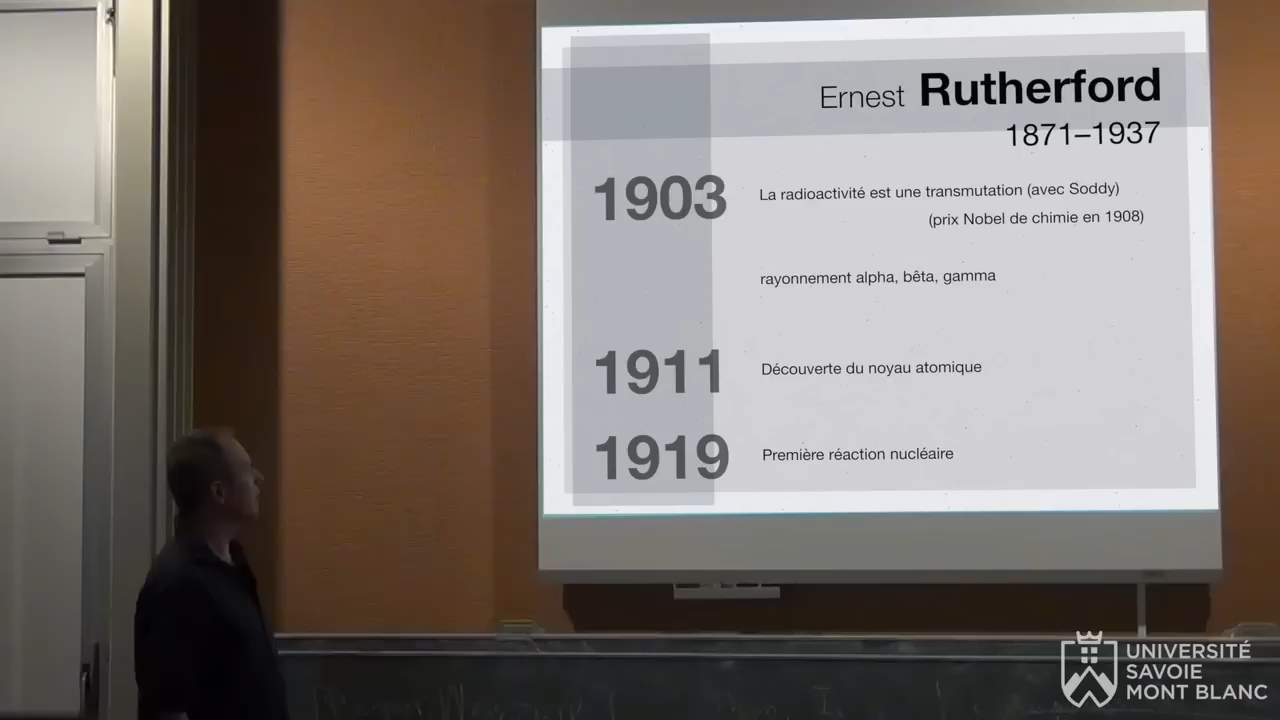 Ernest Rutherford
1871–1937
1903
La radioactivité est une transmutation (avec Soddy)
(prix Nobel de chimie en 1908)
rayonnement alpha, bêta, gamma
1911
Découverte du noyau atomique
1919
Première réaction nucléaire
UNIVERSITÉ
SAVOIE
MONT BLANC